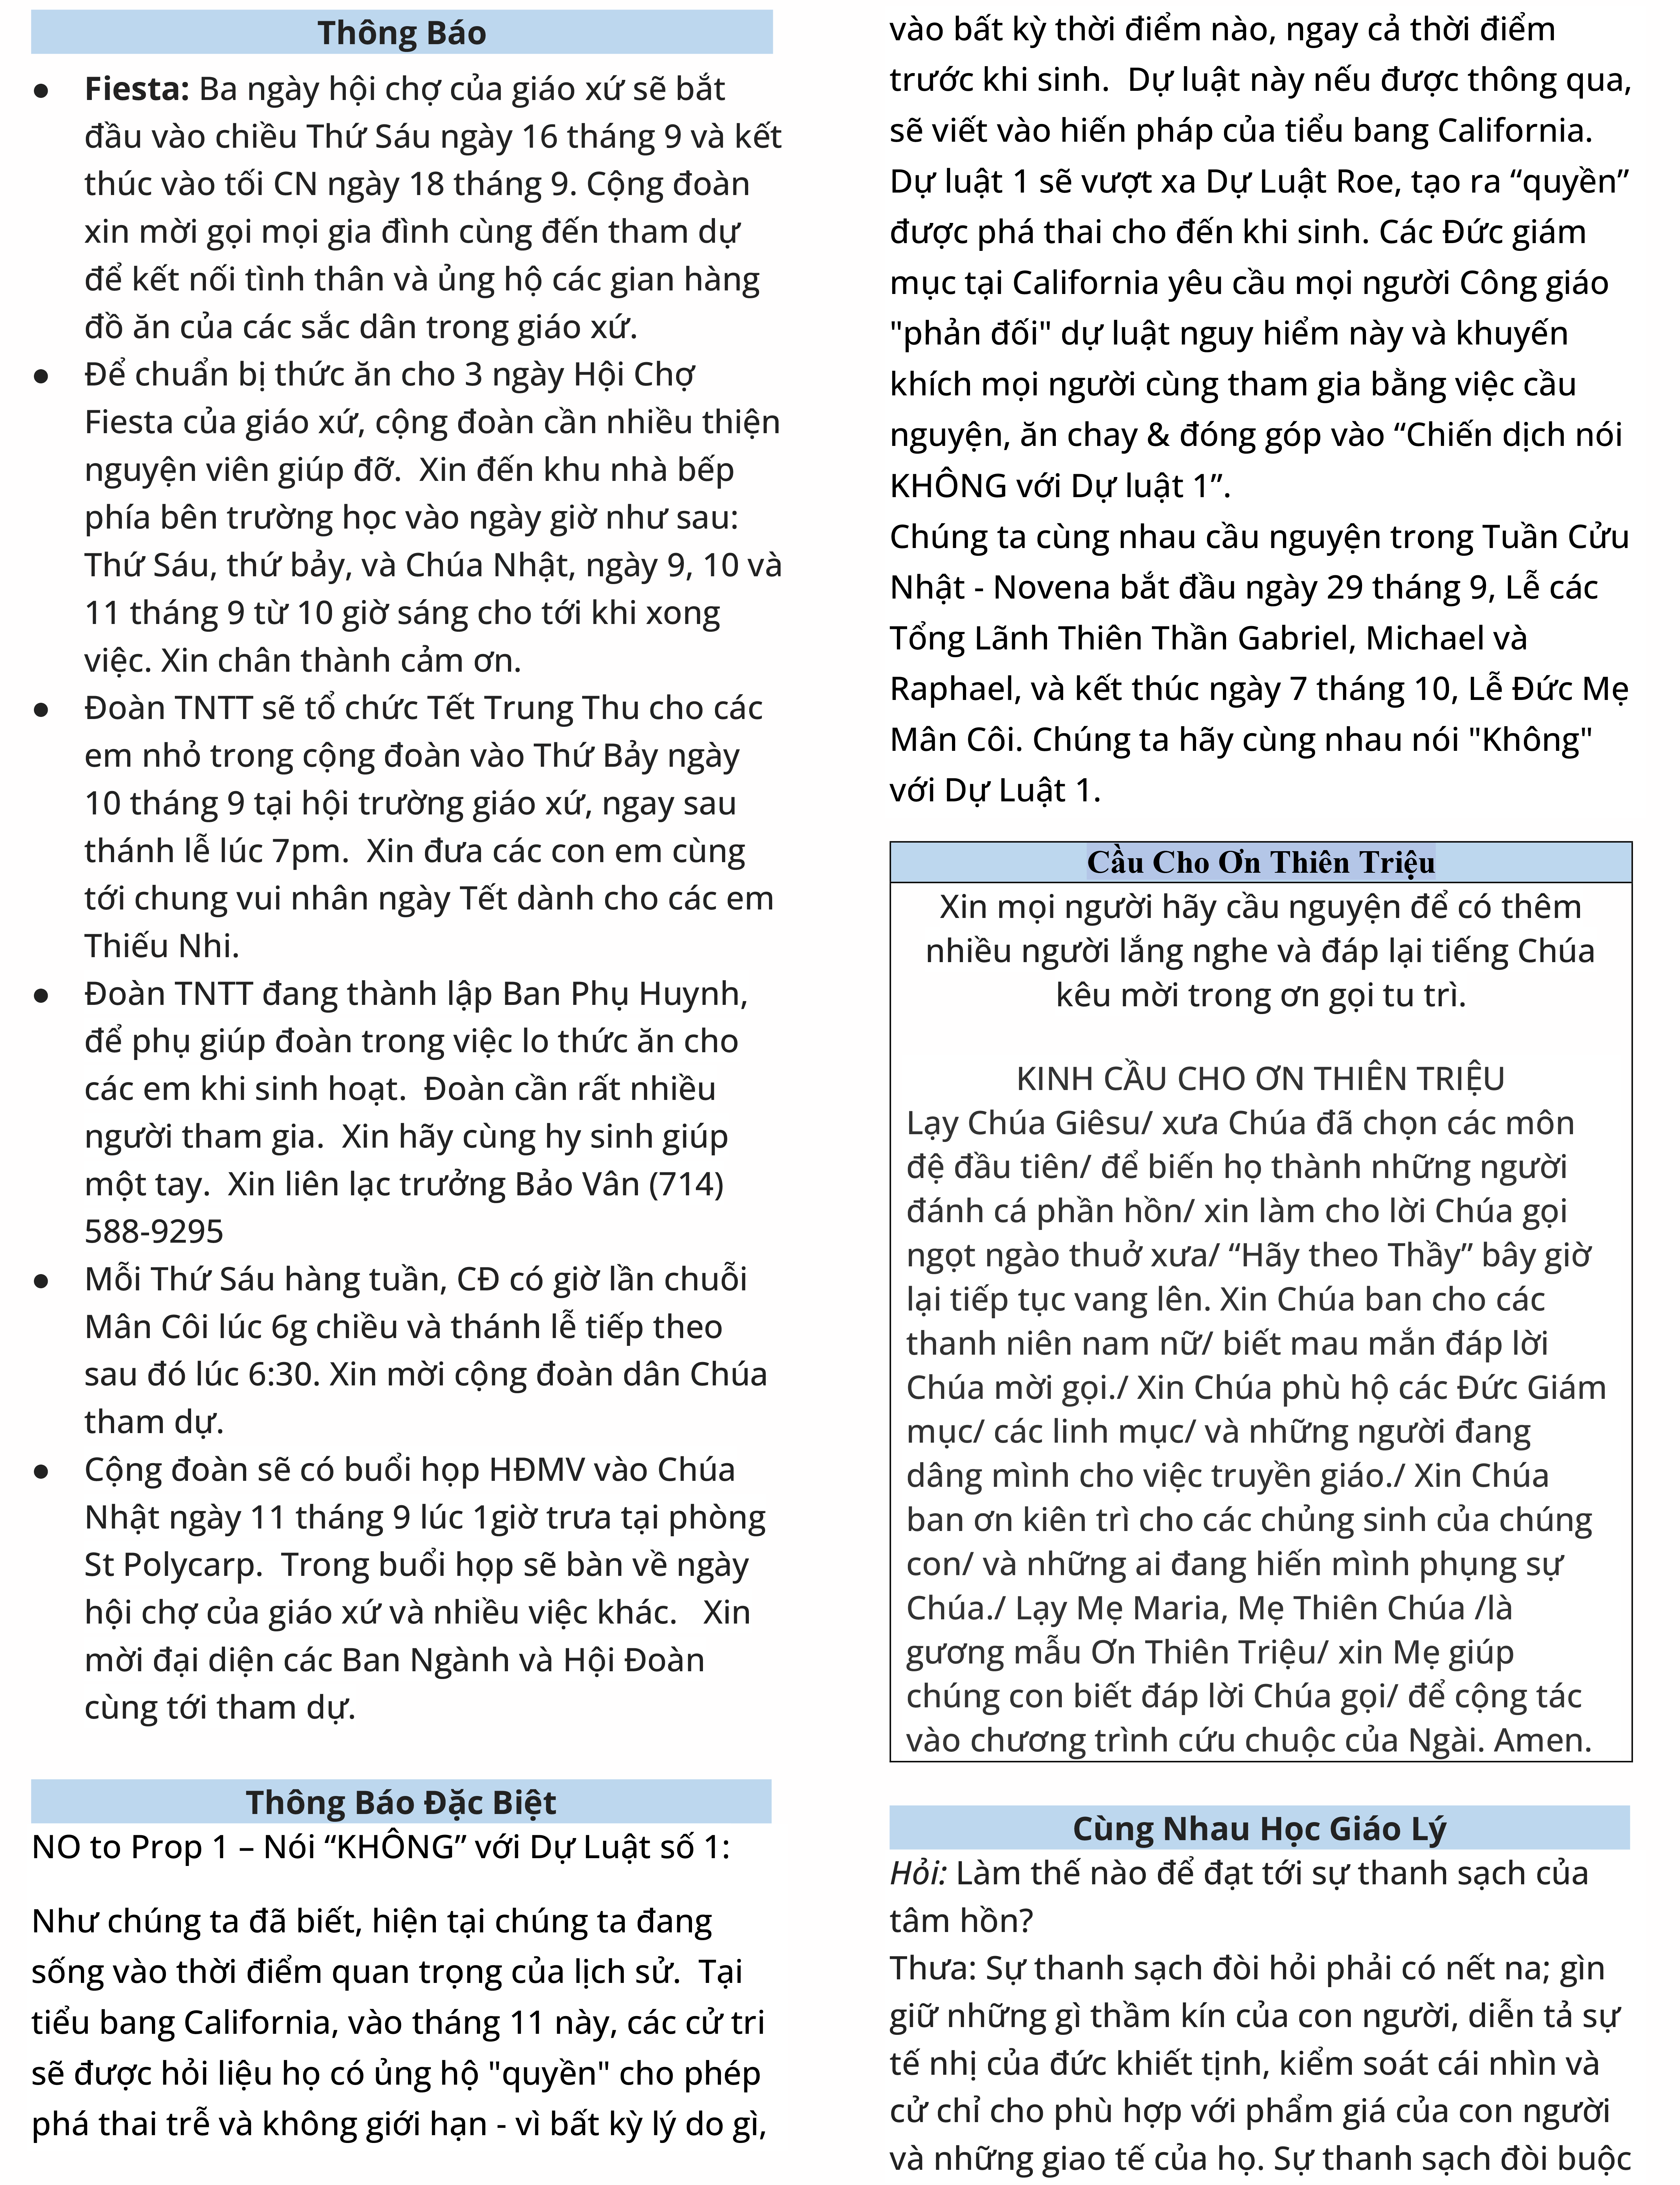 Thông Báo
● Fiesta: Ba ngày hội chợ của giáo xứ sẽ bắt
đầu vào chiều Thứ Sáu ngày 16 tháng 9 và kết
thúc vào tối CN ngày 18 tháng 9. Cộng đoàn
xin mời gọi mọi gia đình cùng đến tham dự
để kết nối tình thân và ủng hộ các gian hàng
đồ ăn của các sắc dân trong giáo xứ.
● Để chuẩn bị thức ăn cho 3 ngày Hội Chợ
Fiesta của giáo xứ, cộng đoàn cần nhiều thiện
nguyện viên giúp đỡ.  Xin đến khu nhà bếp
phía bên trường học vào ngày giờ như sau:
Thứ Sáu, thứ bảy, và Chúa Nhật, ngày 9, 10 và
11 tháng 9 từ 10 giờ sáng cho tới khi xong
việc. Xin chân thành cảm ơn.
● Đoàn TNTT sẽ tổ chức Tết Trung Thu cho các
em nhỏ trong cộng đoàn vào Thứ Bảy ngày
10 tháng 9 tại hội trường giáo xứ, ngay sau
thánh lễ lúc 7pm.  Xin đưa các con em cùng
tới chung vui nhân ngày Tết dành cho các em
Thiếu Nhi.
● Đoàn TNTT đang thành lập Ban Phụ Huynh,
để phụ giúp đoàn trong việc lo thức ăn cho
các em khi sinh hoạt.  Đoàn cần rất nhiều
người tham gia.  Xin hãy cùng hy sinh giúp
một tay.  Xin liên lạc trưởng Bảo Vân (714)
588-9295
● Mỗi Thứ Sáu hàng tuần, CĐ có giờ lần chuỗi
Mân Côi lúc 6g chiều và thánh lễ tiếp theo
sau đó lúc 6:30. Xin mời cộng đoàn dân Chúa
tham dự.
● Cộng đoàn sẽ có buổi họp HĐMV vào Chúa
Nhật ngày 11 tháng 9 lúc 1giờ trưa tại phòng
St Polycarp.  Trong buổi họp sẽ bàn về ngày
hội chợ của giáo xứ và nhiều việc khác.   Xin
mời đại diện các Ban Ngành và Hội Đoàn
cùng tới tham dự.
Thông Báo Đặc Biệt
NO to Prop 1 – Nói “KHÔNG” với Dự Luật số 1:
Như chúng ta đã biết, hiện tại chúng ta đang
sống vào thời điểm quan trọng của lịch sử.  Tại
tiểu bang California, vào tháng 11 này, các cử tri
sẽ được hỏi liệu họ có ủng hộ "quyền" cho phép
phá thai trễ và không giới hạn - vì bất kỳ lý do gì,
vào bất kỳ thời điểm nào, ngay cả thời điểm
trước khi sinh.  Dự luật này nếu được thông qua,
sẽ viết vào hiến pháp của tiểu bang California.
Dự luật 1 sẽ vượt xa Dự Luật Roe, tạo ra “quyền”
được phá thai cho đến khi sinh. Các Đức giám
mục tại California yêu cầu mọi người Công giáo
"phản đối" dự luật nguy hiểm này và khuyến
khích mọi người cùng tham gia bằng việc cầu
nguyện, ăn chay & đóng góp vào “Chiến dịch nói
KHÔNG với Dự luật 1”.
Chúng ta cùng nhau cầu nguyện trong Tuần Cửu
Nhật - Novena bắt đầu ngày 29 tháng 9, Lễ các
Tổng Lãnh Thiên Thần Gabriel, Michael và
Raphael, và kết thúc ngày 7 tháng 10, Lễ Đức Mẹ
Mân Côi. Chúng ta hãy cùng nhau nói "Không"
với Dự Luật 1.
Cầu Cho Ơn Thiên Triệu
Xin mọi người hãy cầu nguyện để có thêm
nhiều người lắng nghe và đáp lại tiếng Chúa
kêu mời trong ơn gọi tu trì.
KINH CẦU CHO ƠN THIÊN TRIỆU
Lạy Chúa Giêsu/ xưa Chúa đã chọn các môn
đệ đầu tiên/ để biến họ thành những người
đánh cá phần hồn/ xin làm cho lời Chúa gọi
ngọt ngào thuở xưa/ “Hãy theo Thầy” bây giờ
lại tiếp tục vang lên. Xin Chúa ban cho các
thanh niên nam nữ/ biết mau mắn đáp lời
Chúa mời gọi./ Xin Chúa phù hộ các Đức Giám
mục/ các linh mục/ và những người đang
dâng mình cho việc truyền giáo./ Xin Chúa
ban ơn kiên trì cho các chủng sinh của chúng
con/ và những ai đang hiến mình phụng sự
Chúa./ Lạy Mẹ Maria, Mẹ Thiên Chúa /là
gương mẫu Ơn Thiên Triệu/ xin Mẹ giúp
chúng con biết đáp lời Chúa gọi/ để cộng tác
vào chương trình cứu chuộc của Ngài. Amen.
Cùng Nhau Học Giáo Lý
Hỏi: Làm thế nào để đạt tới sự thanh sạch của
tâm hồn?
Thưa: Sự thanh sạch đòi hỏi phải có nết na; gìn
giữ những gì thầm kín của con người, diễn tả sự
tế nhị của đức khiết tịnh, kiểm soát cái nhìn và
cử chỉ cho phù hợp với phẩm giá của con người
và những giao tế của họ. Sự thanh sạch đòi buộc